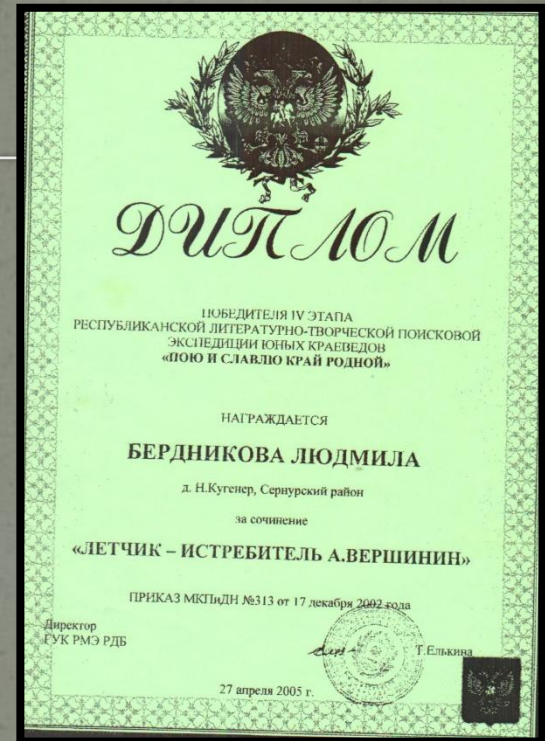 ДИПЛОМ
ПОБЕДИТЕЛЯ IV ЭТАПА
РЕСПУБЛИКАНСКОЙ ЛИТЕРАТУРНО-ТВОРЧЕСКОЙ ПОИСКОВОЙ
ЭКСПЕДИЦИИ ЮНЫХ КРАЕВЕДОВ
«ПОЮ И СЛАВЛЮ КРАЙ РОДНОЙ»
НАГРАЖДАЕТСЯ
БЕРДНИКОВА ЛЮДМИЛА
д. Н.Кугенер, Сернурский район
за сочинение
«ЛЕТЧИК – ИСТРЕБИТЕЛЬ А.ВЕРШИНИН»
ПРИКАЗ МКПиДН №313 от 17 декабря 2002 года
Директор
ГУК РМЭ РДБ
Т.Елькина
27 апреля 2005 г.